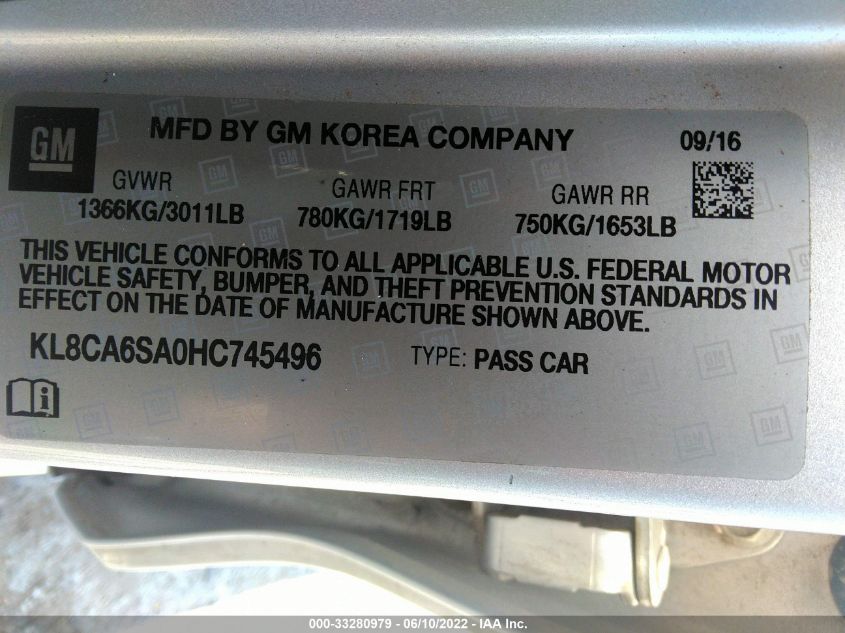 GM
MFD BY GM KOREA COMPANY 09/16
GVWR GAWR FRT GAWR RR
1366KG/3011LB 780KG/1719LB 750KG/1653LB
THIS VEHICLE CONFORMS TO ALL APPLICABLE U.S. FEDERAL MOTOR
VEHICLE SAFETY, BUMPER, AND THEFT PREVENTION STANDARDS IN
EFFECT ON THE DATE OF MANUFACTURE SHOWN ABOVE.
KL8CA6SA0HC745496 TYPE: PASS CAR
000-33280979 - 06/10/2022 - IAA Inc.